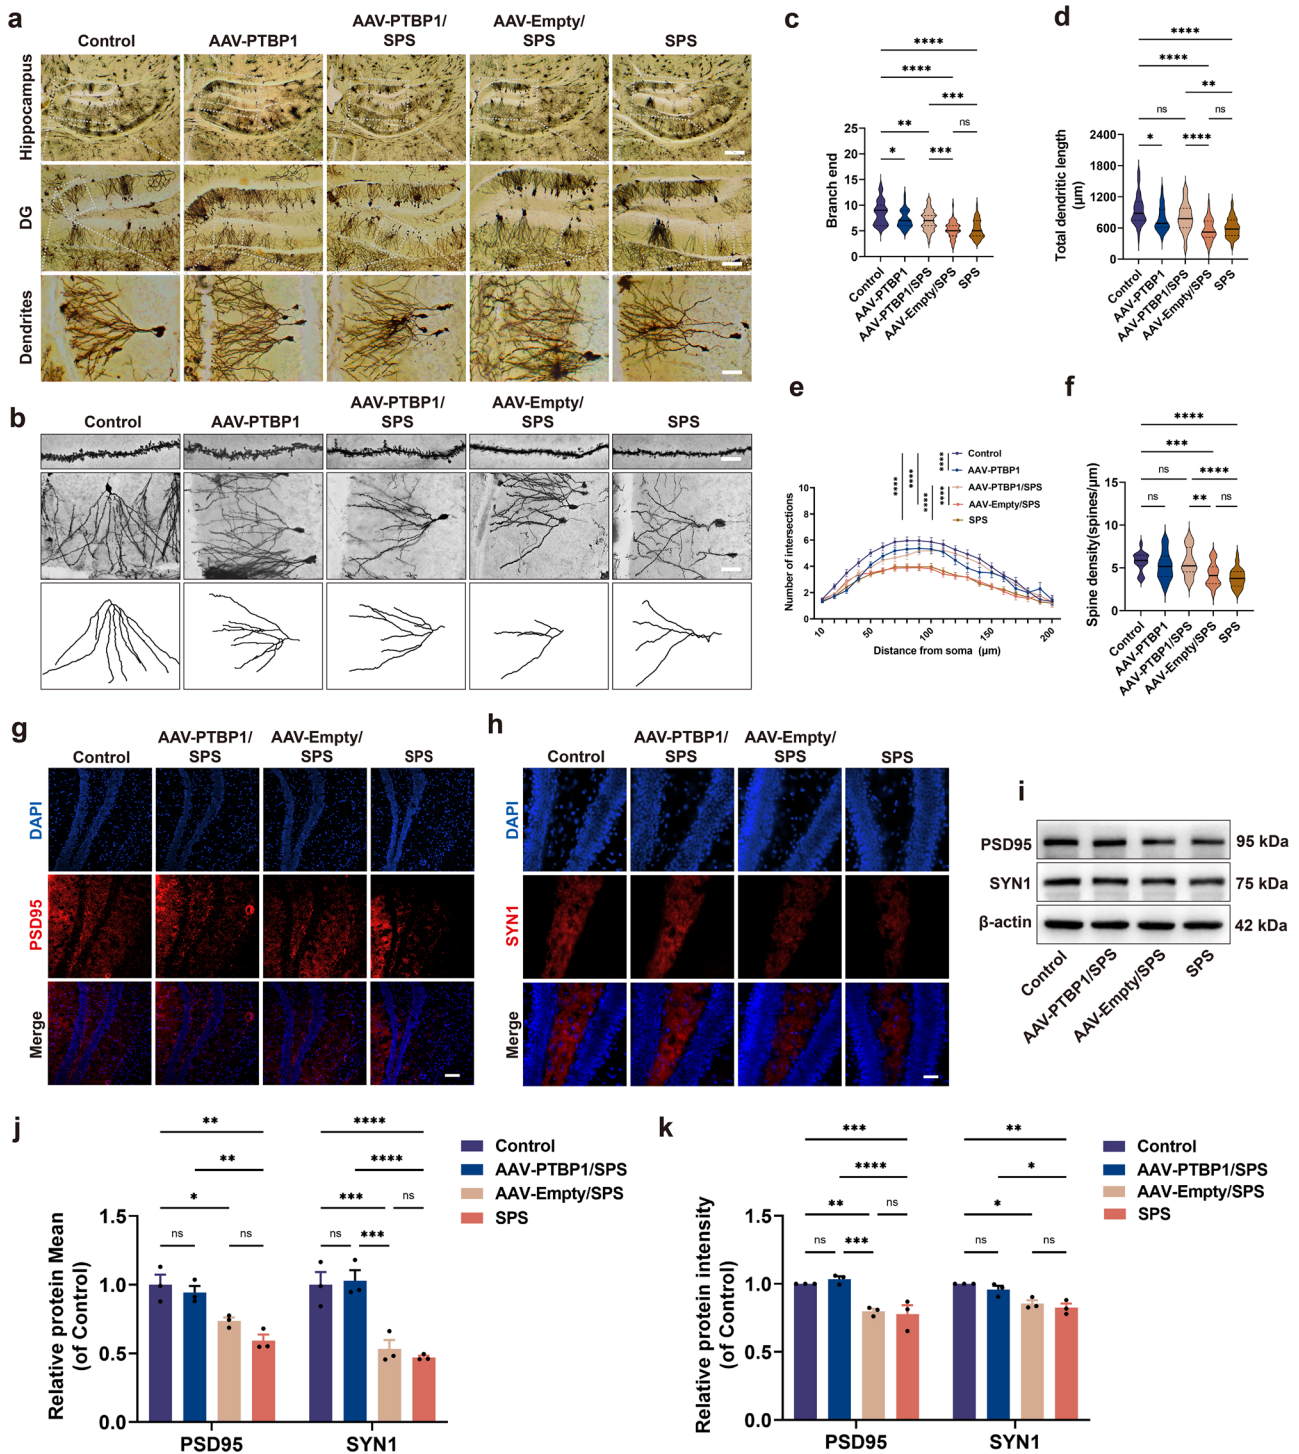 a
Control
AAV-PTBP1
AAV-PTBP1/
SPS
AAV-Empty/
SPS
SPS
Hippocampus
DG
Dendrites
b
Control
AAV-PTBP1
AAV-PTBP1/
SPS
AAV-Empty/
SPS
SPS
c
****
****
***
** ns
* ***
Branch end
25
20
15
10
5
0
Control
AAV-PTBP1
AAV-PTBP1/SPS
AAV-Empty/SPS
SPS
d
****
****
**
ns ns
* ****
Total dendritic length
(μm)
2400
1800
1200
600
0
Control
AAV-PTBP1
AAV-PTBP1/SPS
AAV-Empty/SPS
SPS
e
**** **** **** **** ****
Control
AAV-PTBP1
AAV-PTBP1/SPS
AAV-Empty/SPS
SPS
Number of intersections
10
8
6
4
2
0
10 50 100 150 200
Distance from soma (μm)
f
****
***
ns ****
ns ** ns
Spine density(spines/μm)
15
10
5
0
Control
AAV-PTBP1
AAV-PTBP1/SPS
AAV-Empty/SPS
SPS
g
Control
AAV-PTBP1/
SPS
AAV-Empty/
SPS
SPS
DAPI
PSD95
Merge
h
Control
AAV-PTBP1/
SPS
AAV-Empty/
SPS
SPS
DAPI
SYN1
Merge
i
PSD95 95 kDa
SYN1 75 kDa
β-actin 42 kDa
Control
AAV-PTBP1/SPS
AAV-Empty/SPS
SPS
j
** ****
** ****
* *** ns
ns ns ns ***
Control
AAV-PTBP1/SPS
AAV-Empty/SPS
SPS
Relative protein Mean
(of Control)
1.5
1.0
0.5
0.0
PSD95 SYN1
k
*** **
**** *
** ns *
ns *** ns ns
Control
AAV-PTBP1/SPS
AAV-Empty/SPS
SPS
Relative protein intensity
(of Control)
1.5
1.0
0.5
0.0
PSD95 SYN1